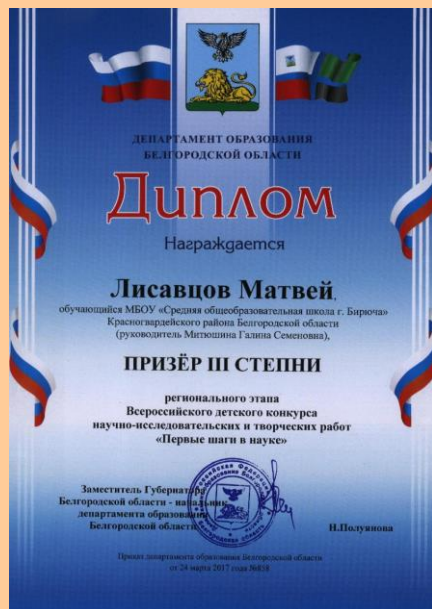 ДЕПАРТАМЕНТ ОБРАЗОВАНИЯ
БЕЛГОРОДСКОЙ ОБЛАСТИ
Диплом
Награждается
Лисавцов Матвей,
обучающийся МБОУ «Средняя общеобразовательная школа г. Бирюча»
Красногвардейского района Белгородской области
(руководитель Митюшина Галина Семеновна),
ПРИЗЁР III СТЕПНИ
регионального этапа
Всероссийского детского конкурса
научно-исследовательских и творческих работ
«Первые шаги в науке»
Заместитель Губернатора
Белгородской области - начальник
департамента образования
Белгородской области
Н.Полуянова
Приказ департамента образования Белгородской области
от 24 марта 2017 года №858